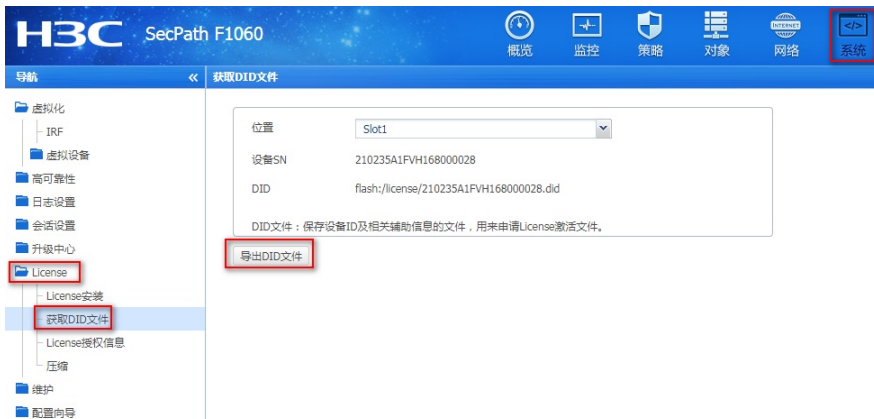 H3C SecPath F1060
概览
监控
策略
对象
INTERNET
网络
</>
系统
导航 «
获取DID文件
虚拟化
IRF
虚拟设备
高可靠性
日志设置
会话设置
升级中心
License
License安装
获取DID文件
License授权信息
压缩
维护
配置向导
位置 Slot1
设备SN 210235A1FVH168000028
DID flash:/license/210235A1FVH168000028.did
DID文件：保存设备ID及相关辅助信息的文件，用来申请License激活文件。
导出DID文件